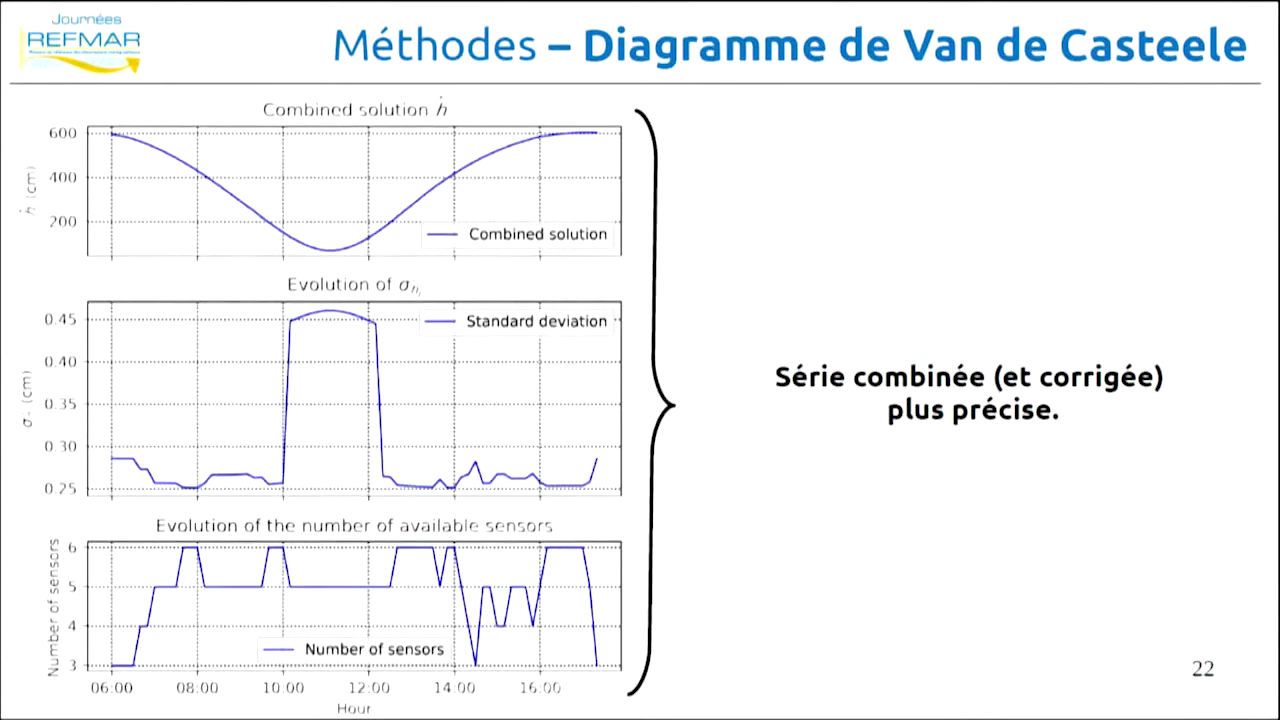 Journées
REFMAR
Méthodes – Diagramme de Van de Casteele
Combined solution ḣ
600
400
200
ḣ (cm)
Combined solution
Evolution of σ
0.45
0.40
0.35
0.30
0.25
σ (cm)
Standard deviation
Evolution of the number of available sensors
6
5
4
3
Number of sensors
Number of sensors
06:00 08:00 10:00 12:00 14:00 16:00
Hour
Série combinée (et corrigée)
plus précise.
22